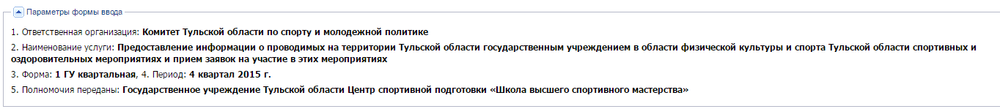 Параметры формы ввода
1. Ответственная организация: Комитет Тульской области по спорту и молодежной политике
2. Наименование услуги: Предоставление информации о проводимых на территории Тульской области государственным учреждением в области физической культуры и спорта Тульской области спортивных и
оздоровительных мероприятиях и прием заявок на участие в этих мероприятиях
3. Форма: 1 ГУ квартальная, 4. Период: 4 квартал 2015 г.
5. Полномочия переданы: Государственное учреждение Тульской области Центр спортивной подготовки «Школа высшего спортивного мастерства»